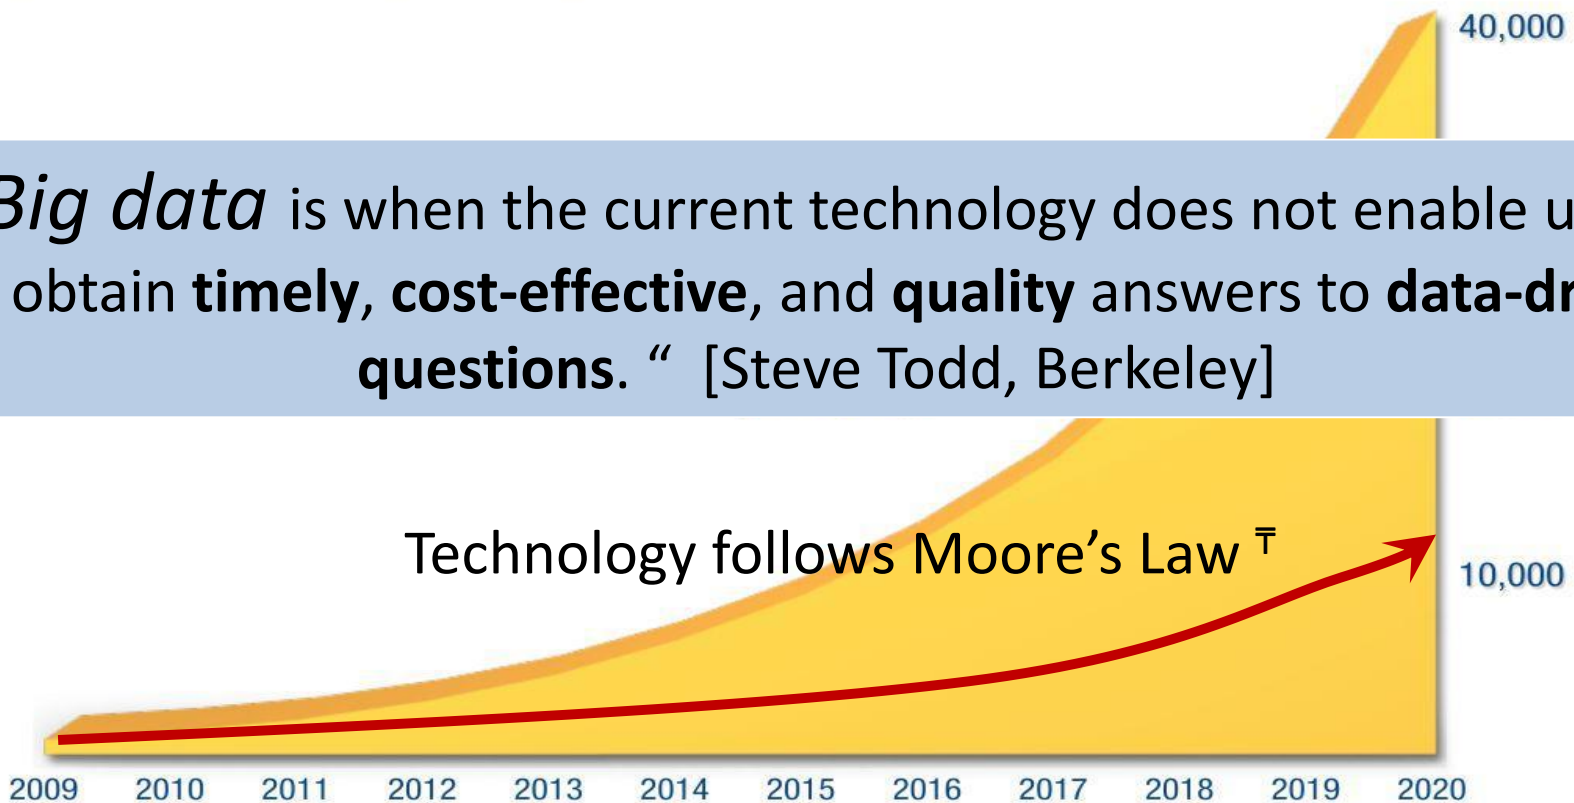 40,000
Big data is when the current technology does not enable u
obtain timely, cost-effective, and quality answers to data-dr
questions. “ [Steve Todd, Berkeley]
Technology follows Moore’s Law ₸
10,000
2009 2010 2011 2012 2013 2014 2015 2016 2017 2018 2019 2020